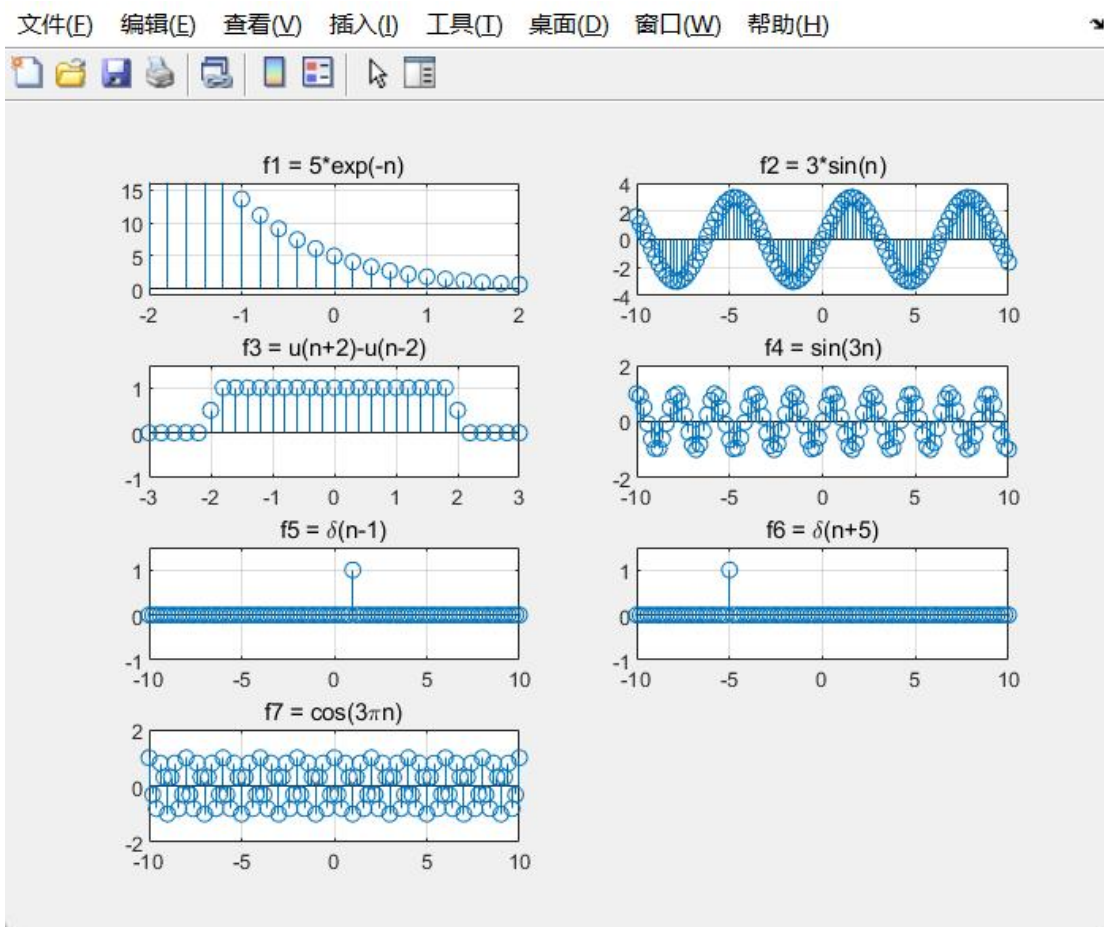 文件(F) 编辑(E) 查看(V) 插入(I) 工具(T) 桌面(D) 窗口(W) 帮助(H)
f1 = 5*exp(-n)
15
10
5
0
-2 -1 0 1 2
f2 = 3*sin(n)
4
2
0
-2
-4
-10 -5 0 5 10
f3 = u(n+2)-u(n-2)
1
0
-1
-3 -2 -1 0 1 2 3
f4 = sin(3n)
2
0
-2
-10 -5 0 5 10
f5 = δ(n-1)
1
0
-1
-10 -5 0 5 10
f6 = δ(n+5)
1
0
-1
-10 -5 0 5 10
f7 = cos(3πn)
2
0
-2
-10 -5 0 5 10